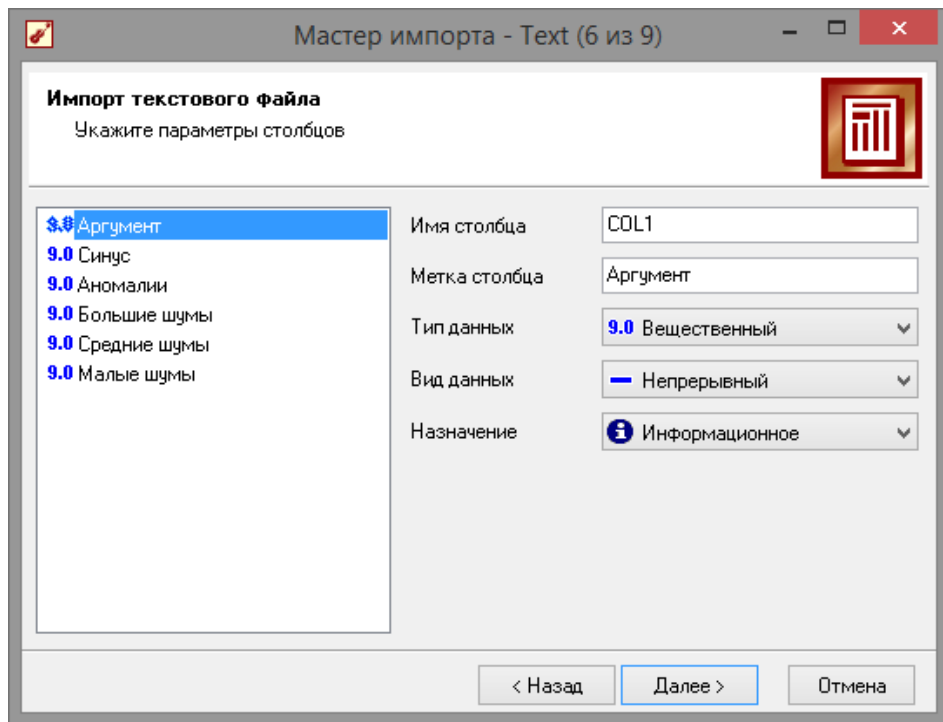 Мастер импорта - Text (6 из 9)
Импорт текстового файла
Укажите параметры столбцов
9.0 Аргумент
9.0 Синус
9.0 Аномалии
9.0 Большие шумы
9.0 Средние шумы
9.0 Малые шумы
Имя столбца COL1
Метка столбца Аргумент
Тип данных 9.0 Вещественный
Вид данных Непрерывный
Назначение Информационное
< Назад Далее > Отмена